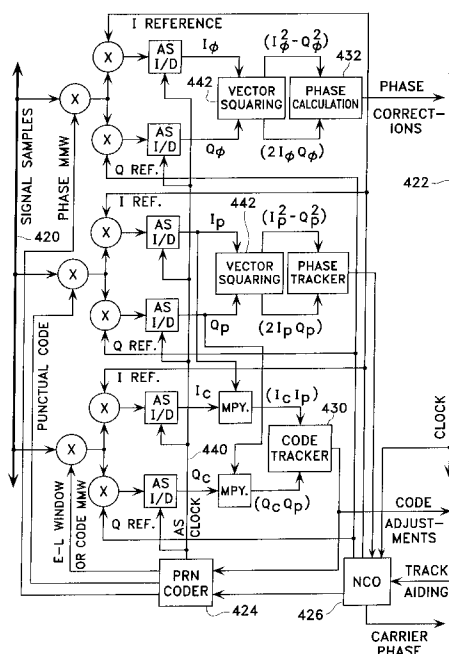 I REFERENCE
X
AS
I/D
Iϕ
(Iϕ²-Qϕ²)
432
442
VECTOR
SQUARING
PHASE
CALCULATION
PHASE
CORRECT-
IONS
X
SIGNAL SAMPLES
PHASE MMW
X
AS
I/D
Qϕ
(2IϕQϕ)
Q REF.
422
I REF.
442
420
X
AS
I/D
Ip
(Ip²-Qp²)
X
VECTOR
SQUARING
PHASE
TRACKER
PUNCTUAL CODE
X
AS
I/D
Qp
(2IpQp)
Q REF.
I REF.
X
AS
I/D
Ic
MPY.
(IcIp)
430
CODE
TRACKER
440
X
X
AS
I/D
Qc
MPY.
(QcQp)
CLOCK
E-L WINDOW
OR CODE MMW
Q REF.
AS
CLOCK
CODE
ADJUST-
MENTS
PRN
CODER
NCO
TRACK
AIDING
424
426
CARRIER
PHASE